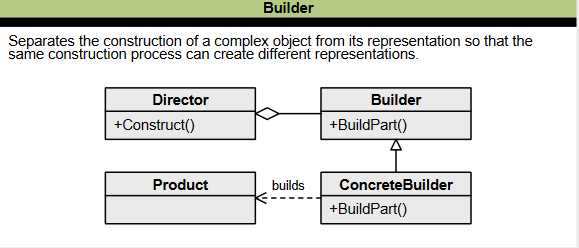 Builder
Separates the construction of a complex object from its representation so that the
same construction process can create different representations.
Director
+Construct()
Builder
+BuildPart()
Product
builds
ConcreteBuilder
+BuildPart()